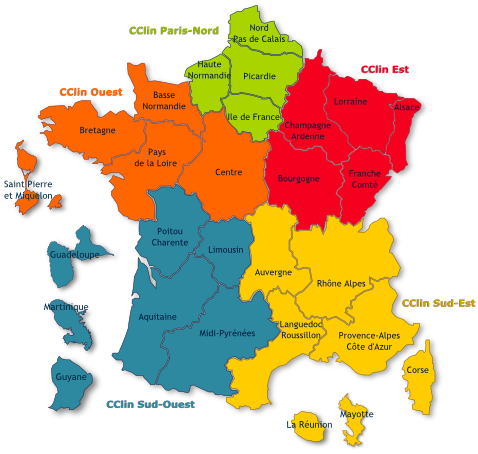 Nord
Pas de Calais
CClin Paris-Nord
Haute
Normandie
Picardie
CClin Est
CClin Ouest
Basse
Normandie
Lorraine
Alsace
Ile de France
Champagne
Ardenne
Bretagne
Pays
de la Loire
Centre
Bourgogne
Franche
Comté
Saint Pierre
et Miquelon
Poitou
Charente
Limousin
Guadeloupe
Auvergne
Rhône Alpes
Martinique
Aquitaine
Midi-Pyrénées
Languedoc
Roussillon
CClin Sud-Est
Provence-Alpes
Côte d'Azur
Guyane
Corse
CClin Sud-Ouest
La Réunion
Mayotte